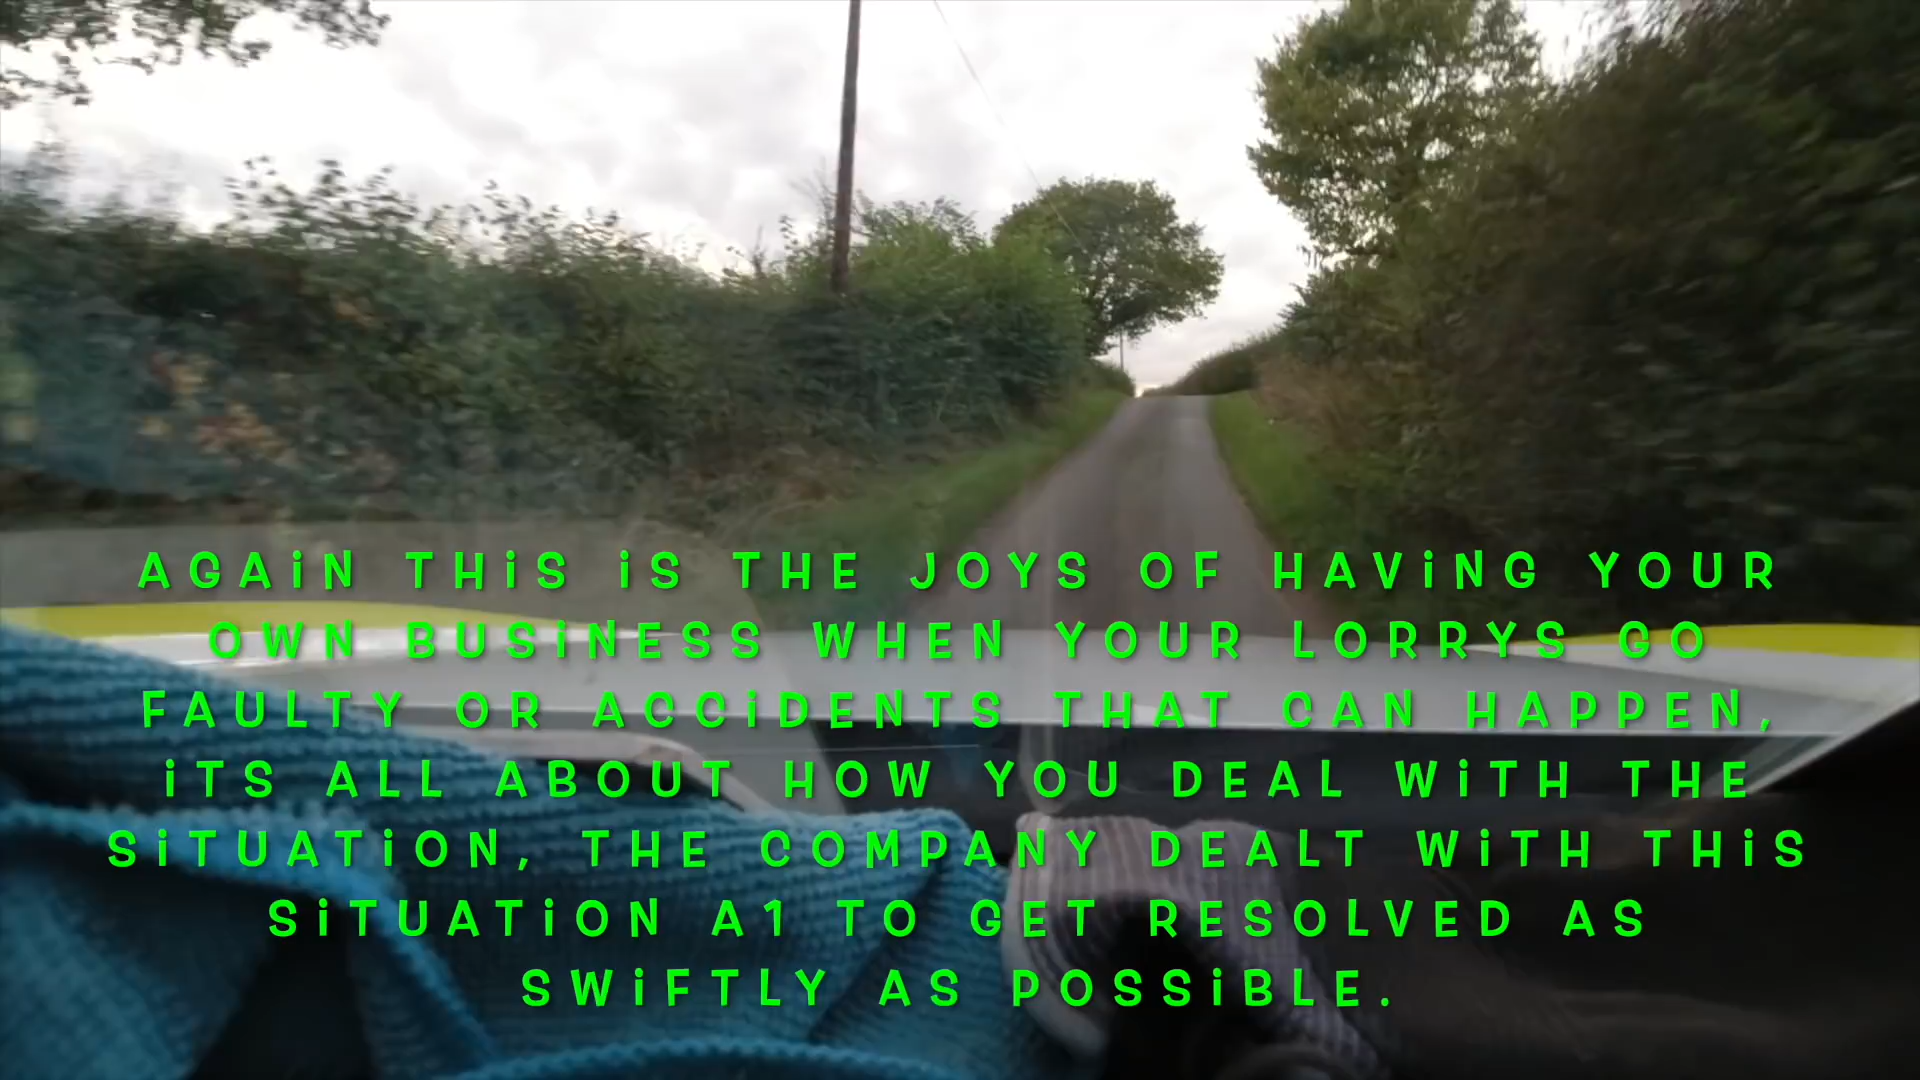 AGAiN THiS iS THE JOYS OF HAViNG YOUR
OWN BUSiNESS WHEN YOUR LORRYS GO
FAULTY OR ACCiDENTS THAT CAN HAPPEN,
iTS ALL ABOUT HOW YOU DEAL WiTH THE
SiTUATiON, THE COMPANY DEALT WiTH THiS
SiTUATiON A1 TO GET RESOLVED AS
SWiFTLY AS POSSiBLE.